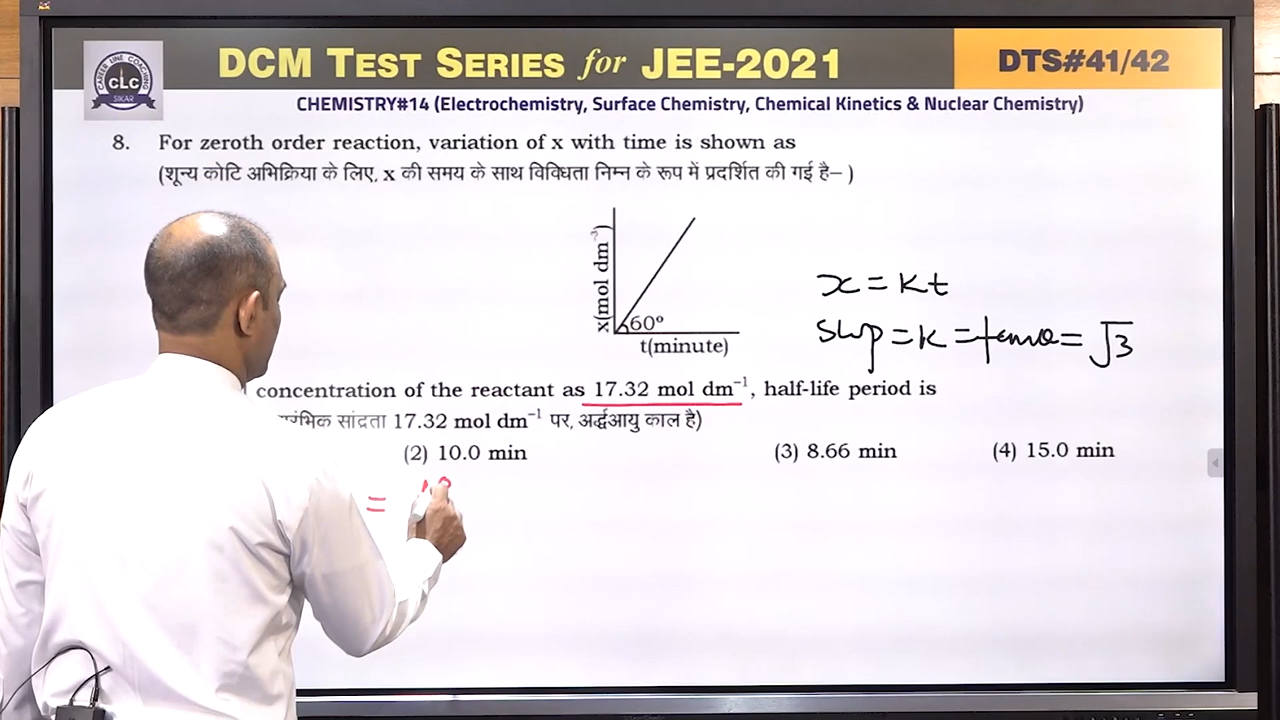 CAREER LINE COACHING
CLC
SIKAR
DCM TEST SERIES for JEE-2021
DTS#41/42
CHEMISTRY#14 (Electrochemistry, Surface Chemistry, Chemical Kinetics & Nuclear Chemistry)
8. For zeroth order reaction, variation of x with time is shown as
(शून्य कोटि अभिक्रिया के लिए, x की समय के साथ विविधता निम्न के रूप में प्रदर्शित की गई है– )
x(mol dm⁻¹)
60º
t(minute)
x = Kt
slop = K = tanθ = √3
concentration of the reactant as 17.32 mol dm⁻¹, half-life period is
सांद्रता 17.32 mol dm⁻¹ पर, अर्द्धआयु काल है)
(2) 10.0 min (3) 8.66 min (4) 15.0 min
=